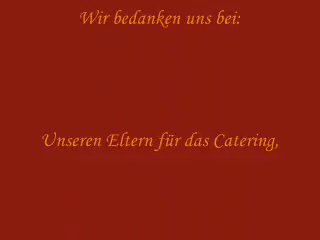 Wir bedanken uns bei:
Unseren Eltern für das Catering,